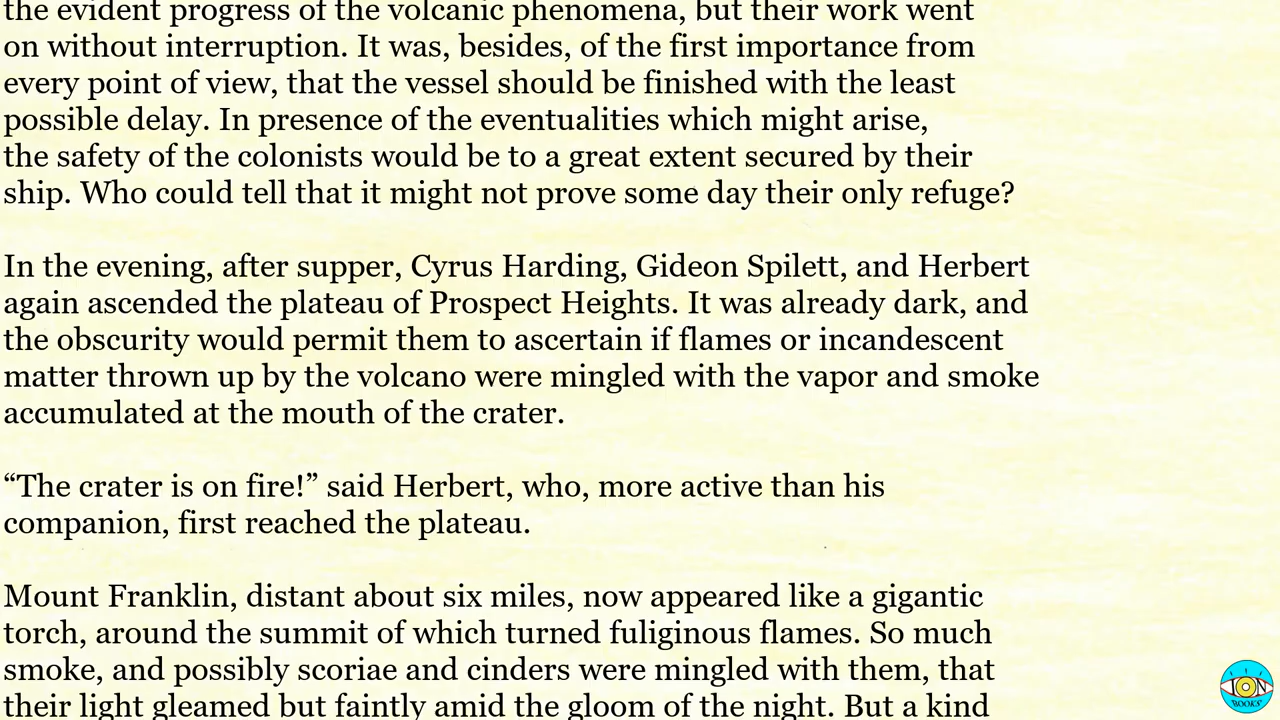 the evident progress of the volcanic phenomena, but their work went
on without interruption. It was, besides, of the first importance from
every point of view, that the vessel should be finished with the least
possible delay. In presence of the eventualities which might arise,
the safety of the colonists would be to a great extent secured by their
ship. Who could tell that it might not prove some day their only refuge?
In the evening, after supper, Cyrus Harding, Gideon Spilett, and Herbert
again ascended the plateau of Prospect Heights. It was already dark, and
the obscurity would permit them to ascertain if flames or incandescent
matter thrown up by the volcano were mingled with the vapor and smoke
accumulated at the mouth of the crater.
“The crater is on fire!” said Herbert, who, more active than his
companion, first reached the plateau.
Mount Franklin, distant about six miles, now appeared like a gigantic
torch, around the summit of which turned fuliginous flames. So much
smoke, and possibly scoriae and cinders were mingled with them, that
their light gleamed but faintly amid the gloom of the night. But a kind
ION
BOOKS